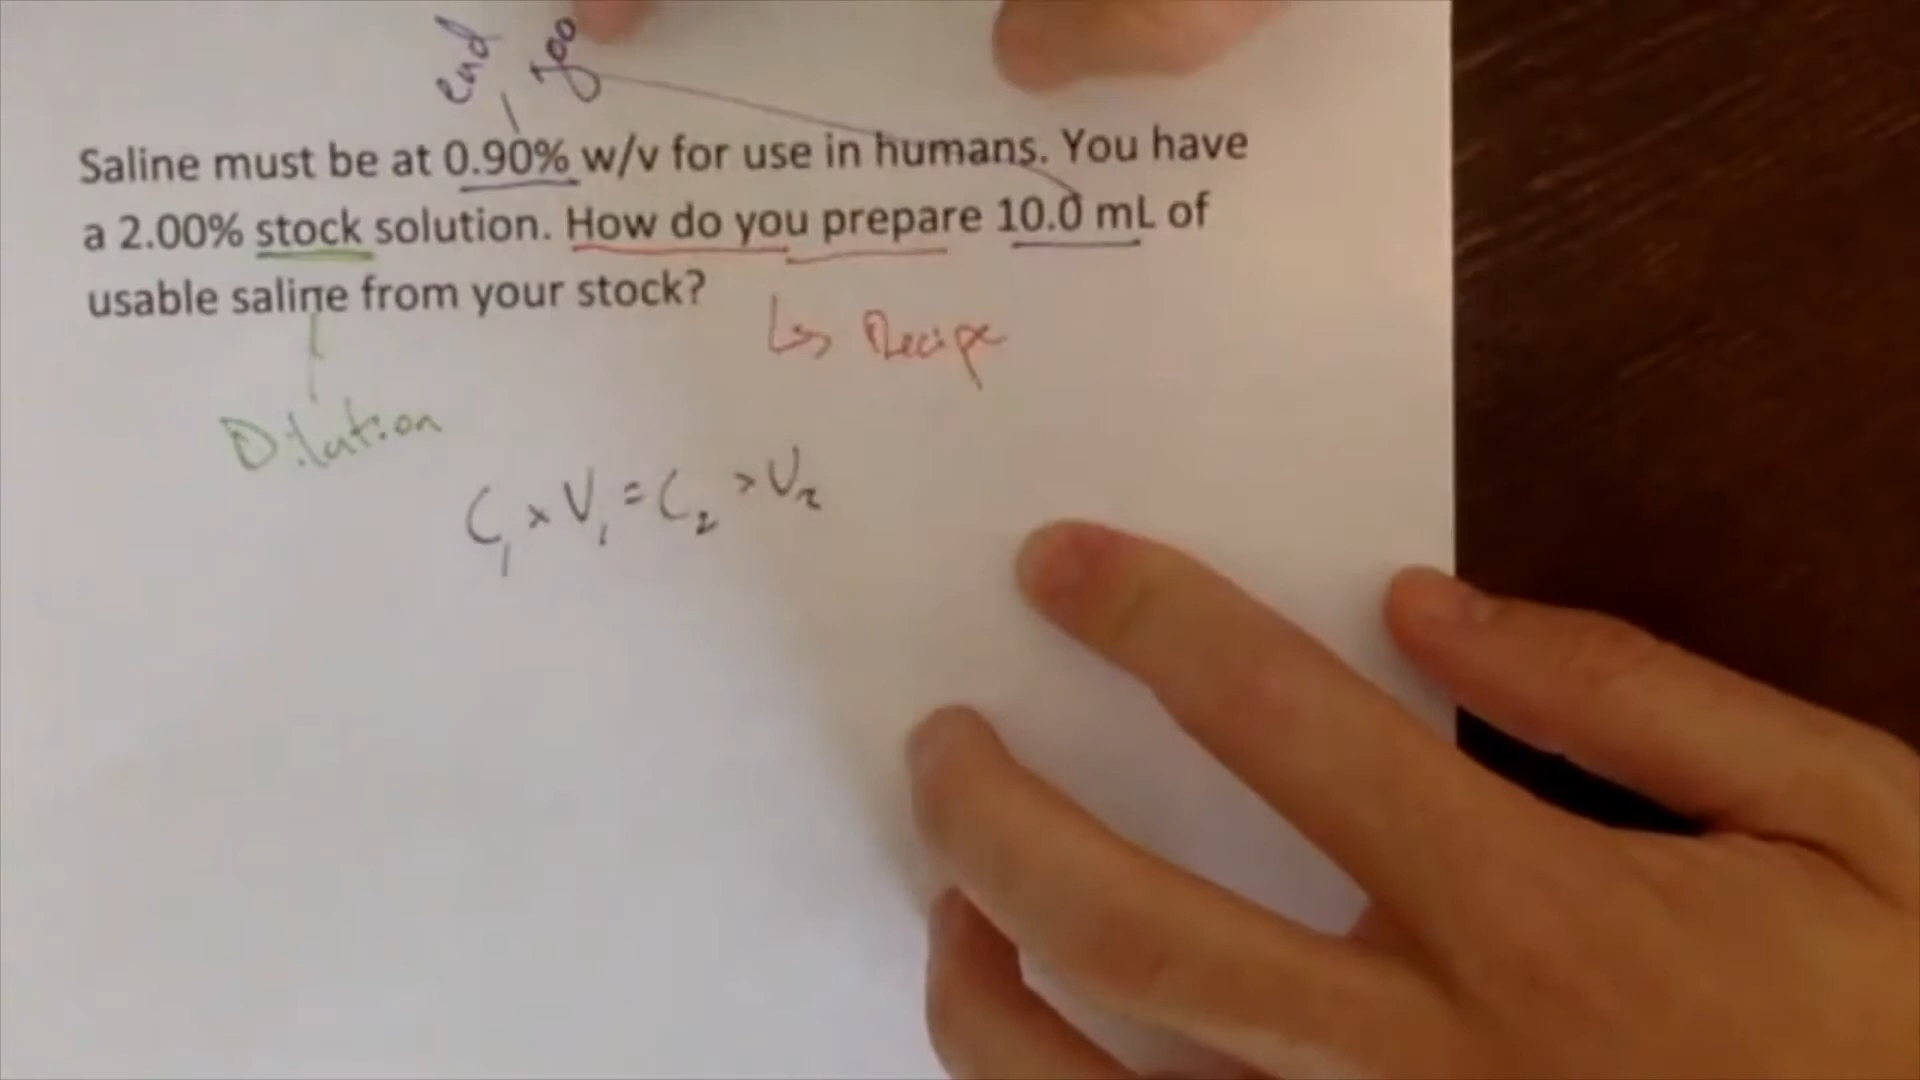 end goo
Saline must be at 0.90% w/v for use in humans. You have
a 2.00% stock solution. How do you prepare 10.0 mL of
usable saline from your stock?
↳ Recipe
Dilution
C₁ × V₁ = C₂ × V₂